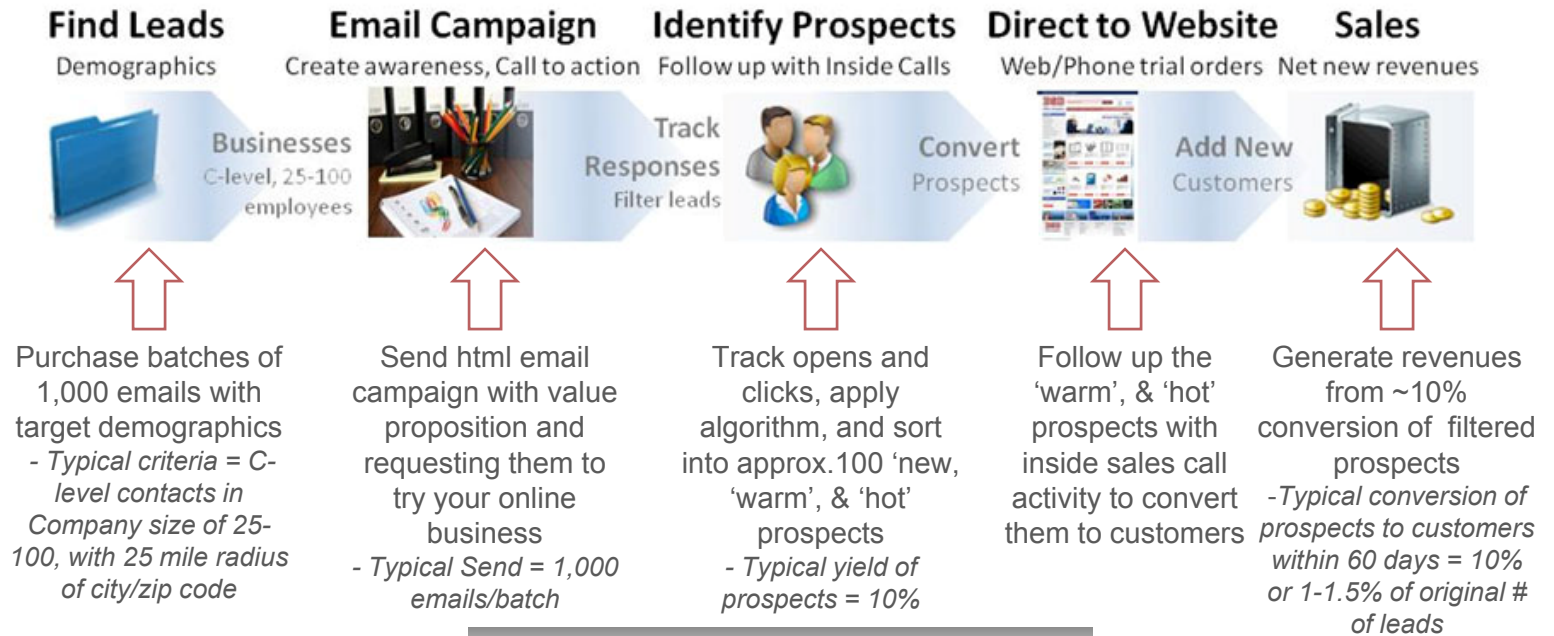 Find Leads
Demographics
Businesses
C-level, 25-100
employees
Email Campaign
Create awareness, Call to action
Track
Responses
Filter leads
Identify Prospects
Follow up with Inside Calls
Convert
Prospects
Direct to Website
Web/Phone trial orders
Add New
Customers
Sales
Net new revenues
Purchase batches of
1,000 emails with
target demographics
- Typical criteria = C-
level contacts in
Company size of 25-
100, with 25 mile radius
of city/zip code
Send html email
campaign with value
proposition and
requesting them to
try your online
business
- Typical Send = 1,000
emails/batch
Track opens and
clicks, apply
algorithm, and sort
into approx.100 ‘new,
‘warm’, & ‘hot’
prospects
- Typical yield of
prospects = 10%
Follow up the
‘warm’, & ‘hot’
prospects with
inside sales call
activity to convert
them to customers
Generate revenues
from ~10%
conversion of filtered
prospects
-Typical conversion of
prospects to customers
within 60 days = 10%
or 1-1.5% of original #
of leads